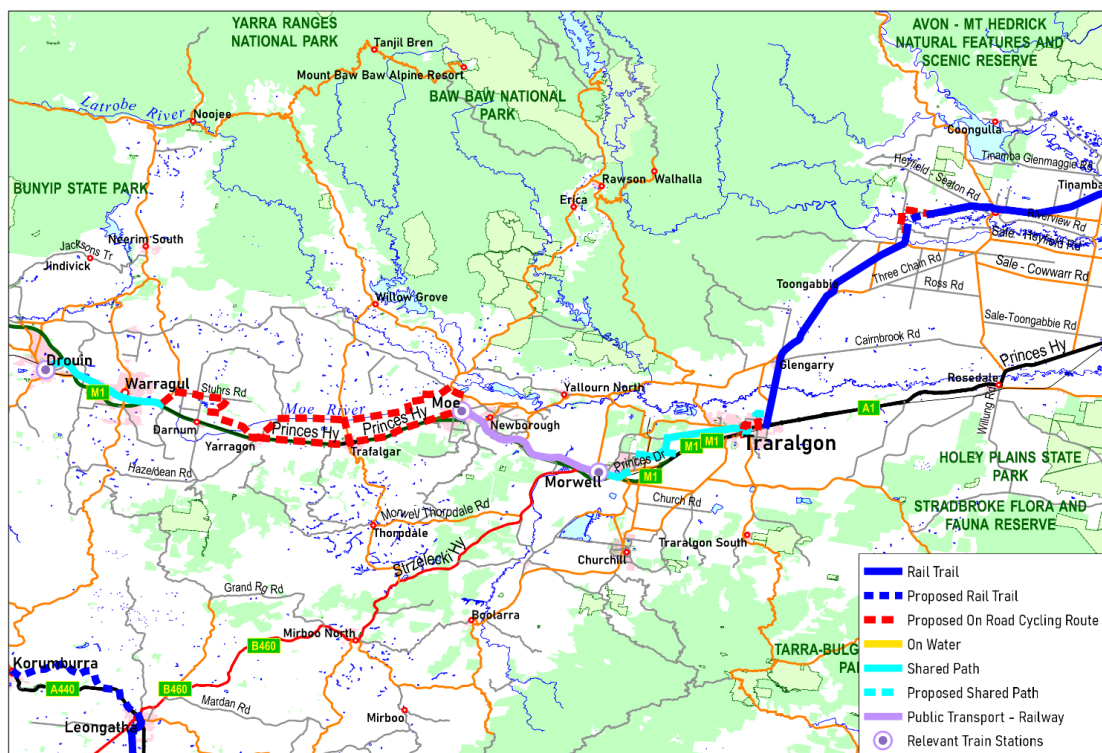 YARRA RANGES
NATIONAL PARK
Tanjil Bren
Mount Baw Baw Alpine Resort
BAW BAW NATIONAL
PARK
AVON - MT HEDRICK
NATURAL FEATURES AND
SCENIC RESERVE
Latrobe River
Noojee
Coongulla
Tinamba Glenmaggie Rd
Heyfield - Seaton Rd
Tinamba
BUNYIP STATE PARK
Rawson
Walhalla
Erica
Riverview Rd
Sale - Heyfield Rd
Neerim South
Jacksons Tr
Jindivick
Three Chain Rd
Sale - Cowwarr Rd
Toongabbie
Ross Rd
Willow Grove
Sale-Toongabbie Rd
Cairnbrook Rd
Princes Hy
Drouin
Glengarry
Warragul
M1
Stuhrs Rd
Moe River
Moe
Yallourn North
Rosedale
Willung Rd
A1
Princes Hy
Princes Hy
Newborough
Darnum
Yarragon
Trafalgar
M1
M1
Traralgon
Princes Dr
Hazeldean Rd
Morwell
M1
HOLEY PLAINS STATE
PARK
Church Rd
STRADBROKE FLORA AND
FAUNA RESERVE
Morwell Thorpdale Rd
Thorpdale
Traralgon South
Churchill
Strzelecki Hy
Grand Rg Rd
Boolarra
Mirboo North
B460
Korumburra
A440
B460
Mardan Rd
Mirboo
Leongatha
TARRA-BULG
PA
Rail Trail
Proposed Rail Trail
Proposed On Road Cycling Route
On Water
Shared Path
Proposed Shared Path
Public Transport - Railway
Relevant Train Stations